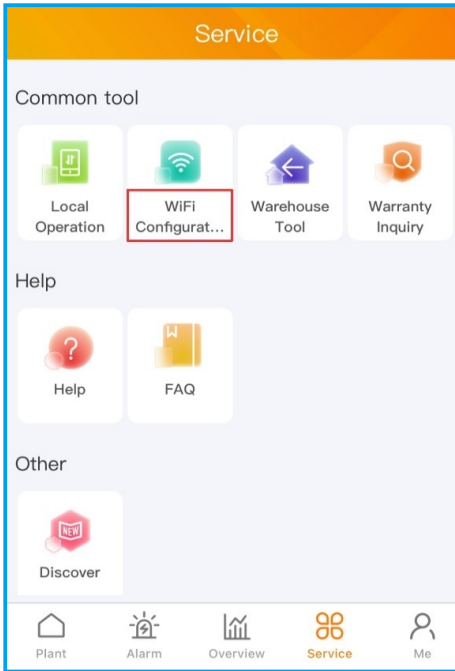 Service
Common tool
Local Operation
WiFi Configurat...
Warehouse Tool
Warranty Inquiry
Help
Help
FAQ
Other
NEW
Discover
Plant
Alarm
Overview
Service
Me